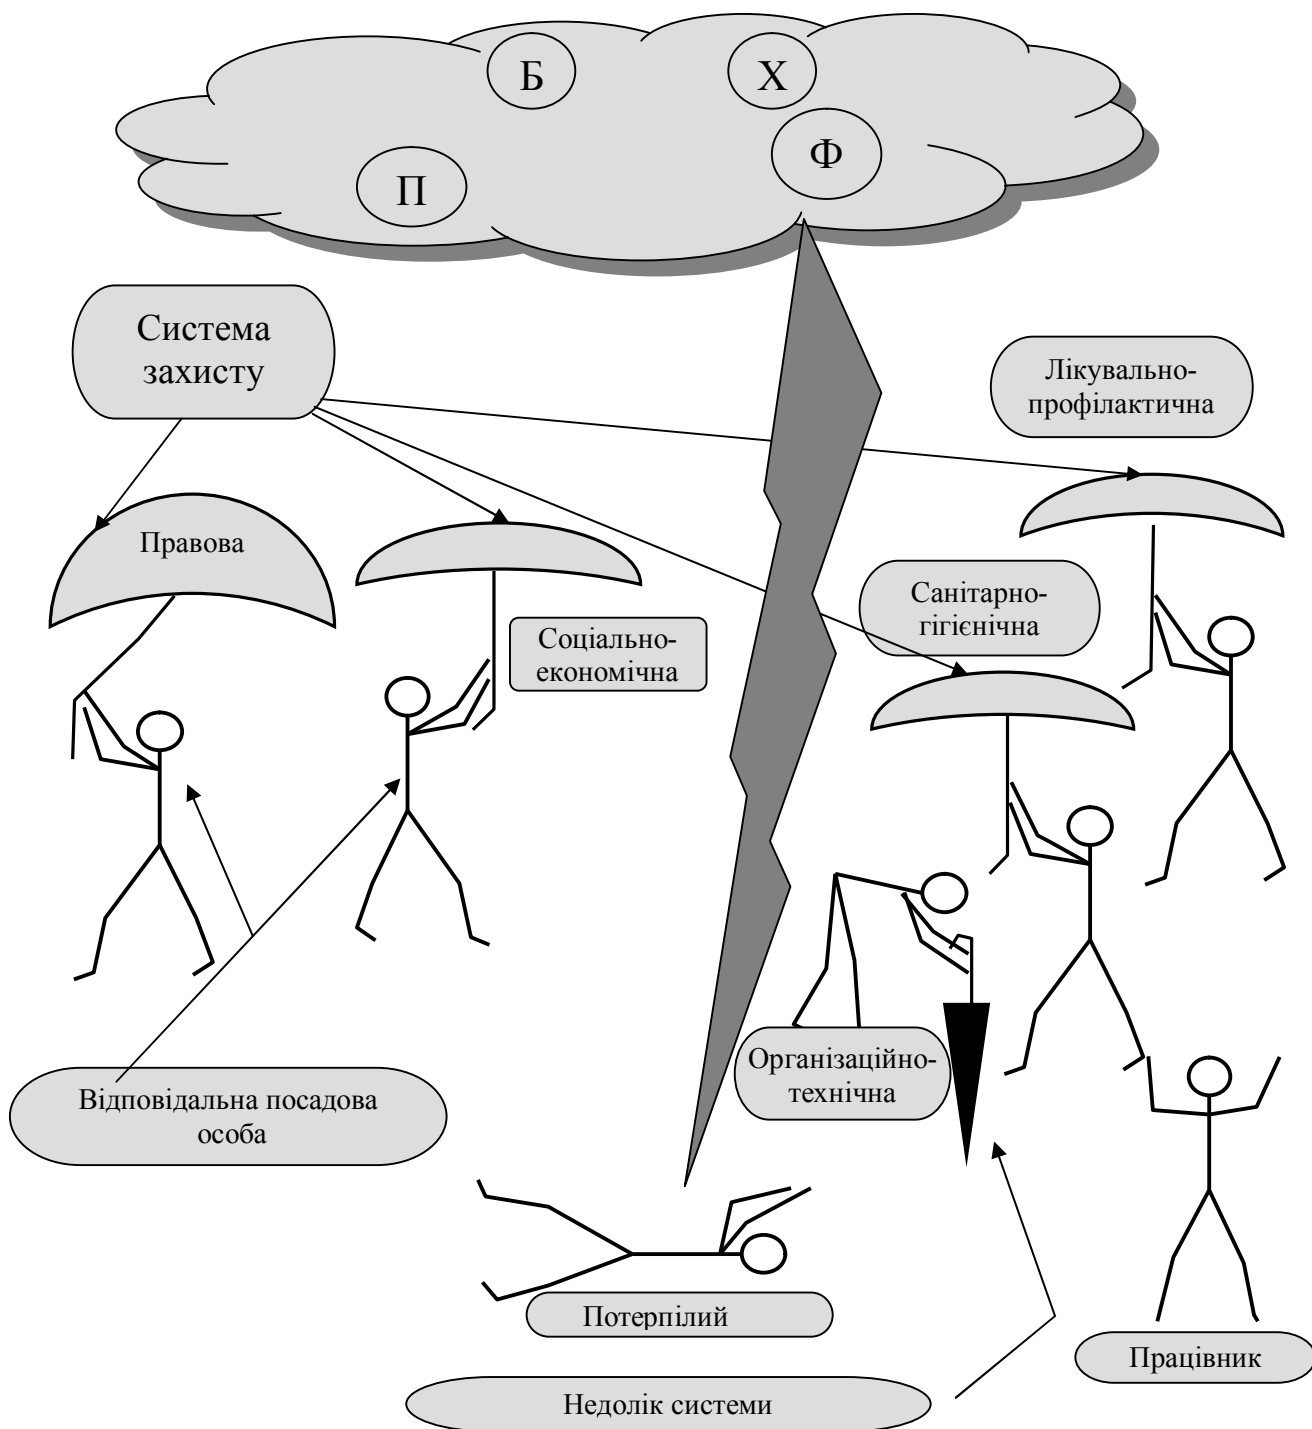 Б
Х
Ф
П
Система
захисту
Лікувально-
профілактична
Правова
Санітарно-
гігієнічна
Соціально-
економічна
Організаційно-
технічна
Відповідальна посадова
особа
Потерпілий
Працівник
Недолік системи